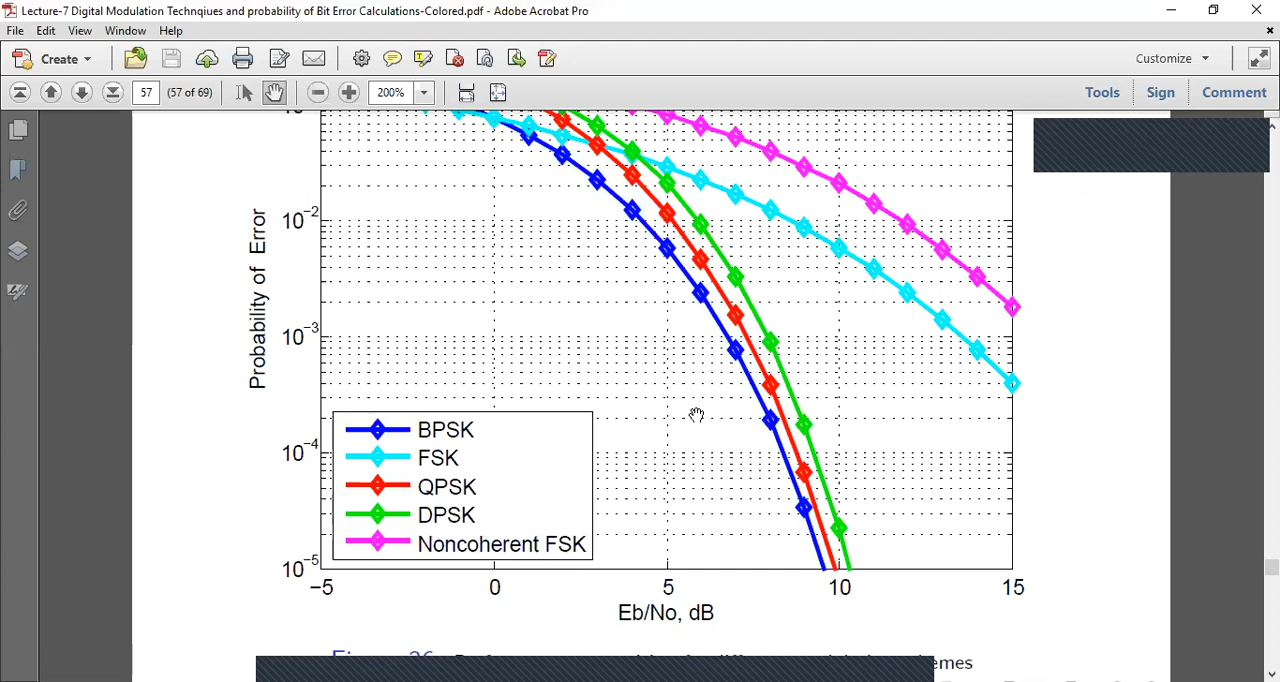 Lecture-7 Digital Modulation Technqiues and probability of Bit Error Calculations-Colored.pdf - Adobe Acrobat Pro
File Edit View Window Help
Create
Customize
57 (57 of 69) 200% Tools Sign Comment
10⁻²
10⁻³
10⁻⁴
10⁻⁵
Probability of Error
BPSK
FSK
QPSK
DPSK
Noncoherent FSK
−5 0 5 10 15
Eb/No, dB